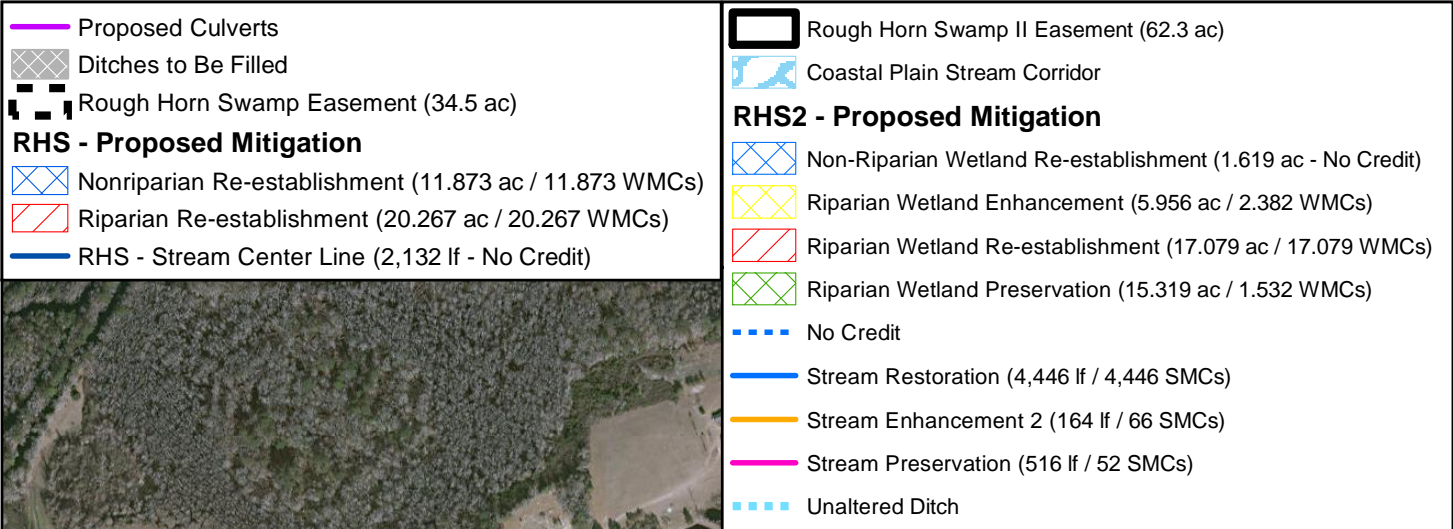 Proposed Culverts
Ditches to Be Filled
Rough Horn Swamp Easement (34.5 ac)
RHS - Proposed Mitigation
Nonriparian Re-establishment (11.873 ac / 11.873 WMCs)
Riparian Re-establishment (20.267 ac / 20.267 WMCs)
RHS - Stream Center Line (2,132 lf - No Credit)
Rough Horn Swamp II Easement (62.3 ac)
Coastal Plain Stream Corridor
RHS2 - Proposed Mitigation
Non-Riparian Wetland Re-establishment (1.619 ac - No Credit)
Riparian Wetland Enhancement (5.956 ac / 2.382 WMCs)
Riparian Wetland Re-establishment (17.079 ac / 17.079 WMCs)
Riparian Wetland Preservation (15.319 ac / 1.532 WMCs)
No Credit
Stream Restoration (4,446 lf / 4,446 SMCs)
Stream Enhancement 2 (164 lf / 66 SMCs)
Stream Preservation (516 lf / 52 SMCs)
Unaltered Ditch